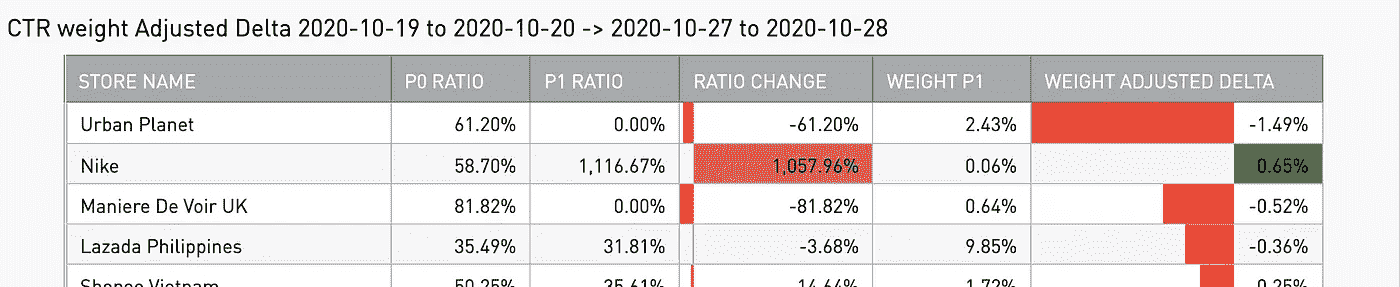 CTR weight Adjusted Delta 2020-10-19 to 2020-10-20 -> 2020-10-27 to 2020-10-28
STORE NAME P0 RATIO P1 RATIO RATIO CHANGE WEIGHT P1 WEIGHT ADJUSTED DELTA
Urban Planet 61.20% 0.00% -61.20% 2.43% -1.49%
Nike 58.70% 1,116.67% 1,057.96% 0.06% 0.65%
Maniere De Voir UK 81.82% 0.00% -81.82% 0.64% -0.52%
Lazada Philippines 35.49% 31.81% -3.68% 9.85% -0.36%
Shopee Vietnam 50.25% 35.61% 14.64% 1.72% 0.25%